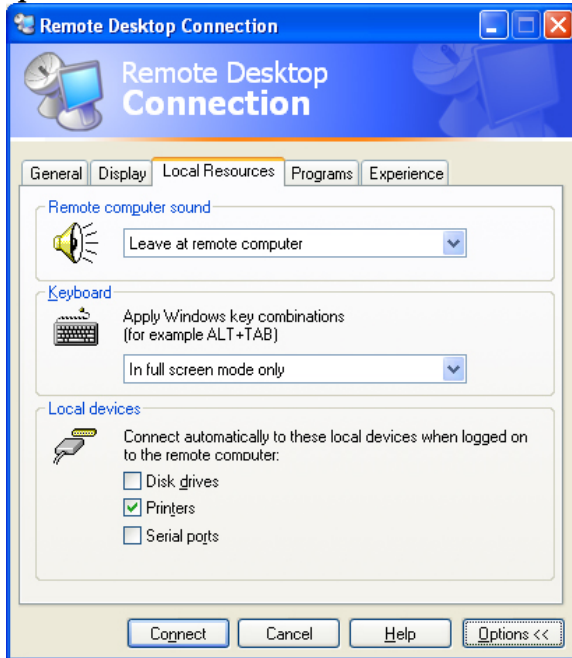 Remote Desktop Connection
Remote Desktop
Connection
General Display Local Resources Programs Experience
Remote computer sound
Leave at remote computer
Keyboard
Apply Windows key combinations
(for example ALT+TAB)
In full screen mode only
Local devices
Connect automatically to these local devices when logged on
to the remote computer:
Disk drives
Printers
Serial ports
Connect Cancel Help Options <<